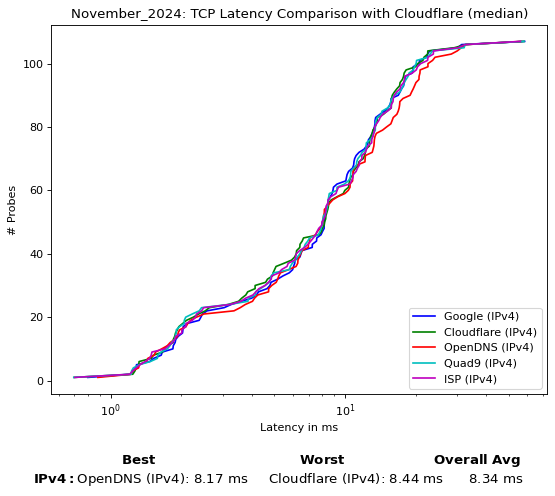 November_2024: TCP Latency Comparison with Cloudflare (median)
# Probes
100
80
60
40
20
0
10⁰
10¹
Latency in ms
Google (IPv4)
Cloudflare (IPv4)
OpenDNS (IPv4)
Quad9 (IPv4)
ISP (IPv4)
Best Worst Overall Avg
IPv4: OpenDNS (IPv4): 8.17 ms Cloudflare (IPv4): 8.44 ms 8.34 ms